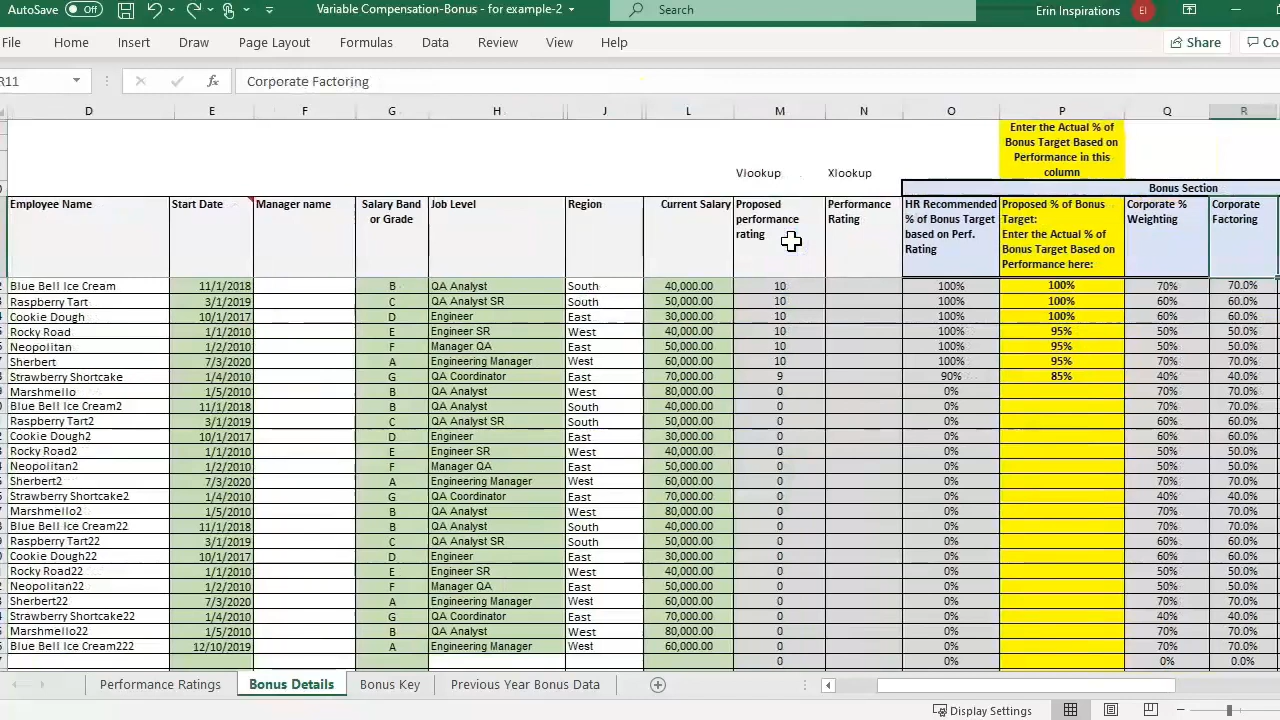 AutoSave Off Variable Compensation-Bonus - for example-2 Search Erin Inspirations EI
File Home Insert Draw Page Layout Formulas Data Review View Help Share Co
R11 fx Corporate Factoring
D E F G H J L M N O P Q R
Enter the Actual % of
Bonus Target Based on
Performance in this
column
Vlookup Xlookup
Bonus Section
Employee Name Start Date Manager name Salary Band Job Level Region Current Salary Proposed Performance HR Recommended Proposed % of Bonus Corporate % Corporate
or Grade performance Rating % of Bonus Target Target: Weighting Factoring
rating based on Perf. Enter the Actual % of
Rating Bonus Target Based on
Performance here:
Blue Bell Ice Cream 11/1/2018 B QA Analyst South 40,000.00 10 100% 100% 70% 70.0%
Raspberry Tart 3/1/2019 C QA Analyst SR South 50,000.00 10 100% 100% 60% 60.0%
Cookie Dough 10/1/2017 D Engineer East 30,000.00 10 100% 100% 60% 60.0%
Rocky Road 1/1/2010 E Engineer SR West 40,000.00 10 100% 95% 50% 50.0%
Neopolitan 1/2/2010 F Manager QA East 50,000.00 10 100% 95% 50% 50.0%
Sherbert 7/3/2020 A Engineering Manager West 60,000.00 10 100% 95% 70% 70.0%
Strawberry Shortcake 1/4/2010 G QA Coordinator East 70,000.00 9 90% 85% 40% 40.0%
Marshmello 1/5/2010 B QA Analyst West 80,000.00 0 0% 70% 70.0%
Blue Bell Ice Cream2 11/1/2018 B QA Analyst South 40,000.00 0 0% 70% 70.0%
Raspberry Tart2 3/1/2019 C QA Analyst SR South 50,000.00 0 0% 60% 60.0%
Cookie Dough2 10/1/2017 D Engineer East 30,000.00 0 0% 60% 60.0%
Rocky Road2 1/1/2010 E Engineer SR West 40,000.00 0 0% 50% 50.0%
Neopolitan2 1/2/2010 F Manager QA East 50,000.00 0 0% 50% 50.0%
Sherbert2 7/3/2020 A Engineering Manager West 60,000.00 0 0% 70% 70.0%
Strawberry Shortcake2 1/4/2010 G QA Coordinator East 70,000.00 0 0% 40% 40.0%
Marshmello2 1/5/2010 B QA Analyst West 80,000.00 0 0% 70% 70.0%
Blue Bell Ice Cream22 11/1/2018 B QA Analyst South 40,000.00 0 0% 70% 70.0%
Raspberry Tart22 3/1/2019 C QA Analyst SR South 50,000.00 0 0% 60% 60.0%
Cookie Dough22 10/1/2017 D Engineer East 30,000.00 0 0% 60% 60.0%
Rocky Road22 1/1/2010 E Engineer SR West 40,000.00 0 0% 50% 50.0%
Neopolitan22 1/2/2010 F Manager QA East 50,000.00 0 0% 50% 50.0%
Sherbert22 7/3/2020 A Engineering Manager West 60,000.00 0 0% 70% 70.0%
Strawberry Shortcake22 1/4/2010 G QA Coordinator East 70,000.00 0 0% 40% 40.0%
Marshmello22 1/5/2010 B QA Analyst West 80,000.00 0 0% 70% 70.0%
Blue Bell Ice Cream222 12/10/2019 A Engineering Manager West 60,000.00 0 0% 70% 70.0%
0 0% 0% 0.0%
Performance Ratings Bonus Details Bonus Key Previous Year Bonus Data
Display Settings